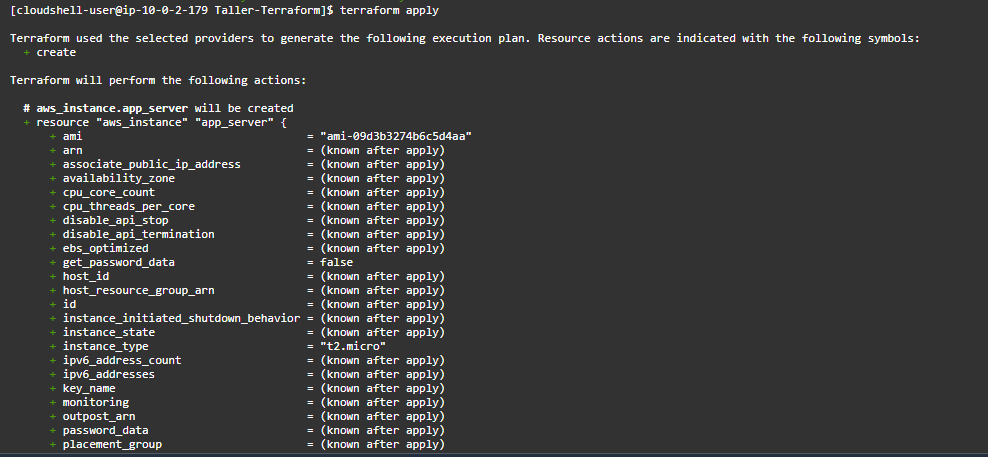 [cloudshell-user@ip-10-0-2-179 Taller-Terraform]$ terraform apply
Terraform used the selected providers to generate the following execution plan. Resource actions are indicated with the following symbols:
+ create
Terraform will perform the following actions:
# aws_instance.app_server will be created
+ resource "aws_instance" "app_server" {
+ ami = "ami-09d3b3274b6c5d4aa"
+ arn = (known after apply)
+ associate_public_ip_address = (known after apply)
+ availability_zone = (known after apply)
+ cpu_core_count = (known after apply)
+ cpu_threads_per_core = (known after apply)
+ disable_api_stop = (known after apply)
+ disable_api_termination = (known after apply)
+ ebs_optimized = (known after apply)
+ get_password_data = false
+ host_id = (known after apply)
+ host_resource_group_arn = (known after apply)
+ id = (known after apply)
+ instance_initiated_shutdown_behavior = (known after apply)
+ instance_state = (known after apply)
+ instance_type = "t2.micro"
+ ipv6_address_count = (known after apply)
+ ipv6_addresses = (known after apply)
+ key_name = (known after apply)
+ monitoring = (known after apply)
+ outpost_arn = (known after apply)
+ password_data = (known after apply)
+ placement_group = (known after apply)